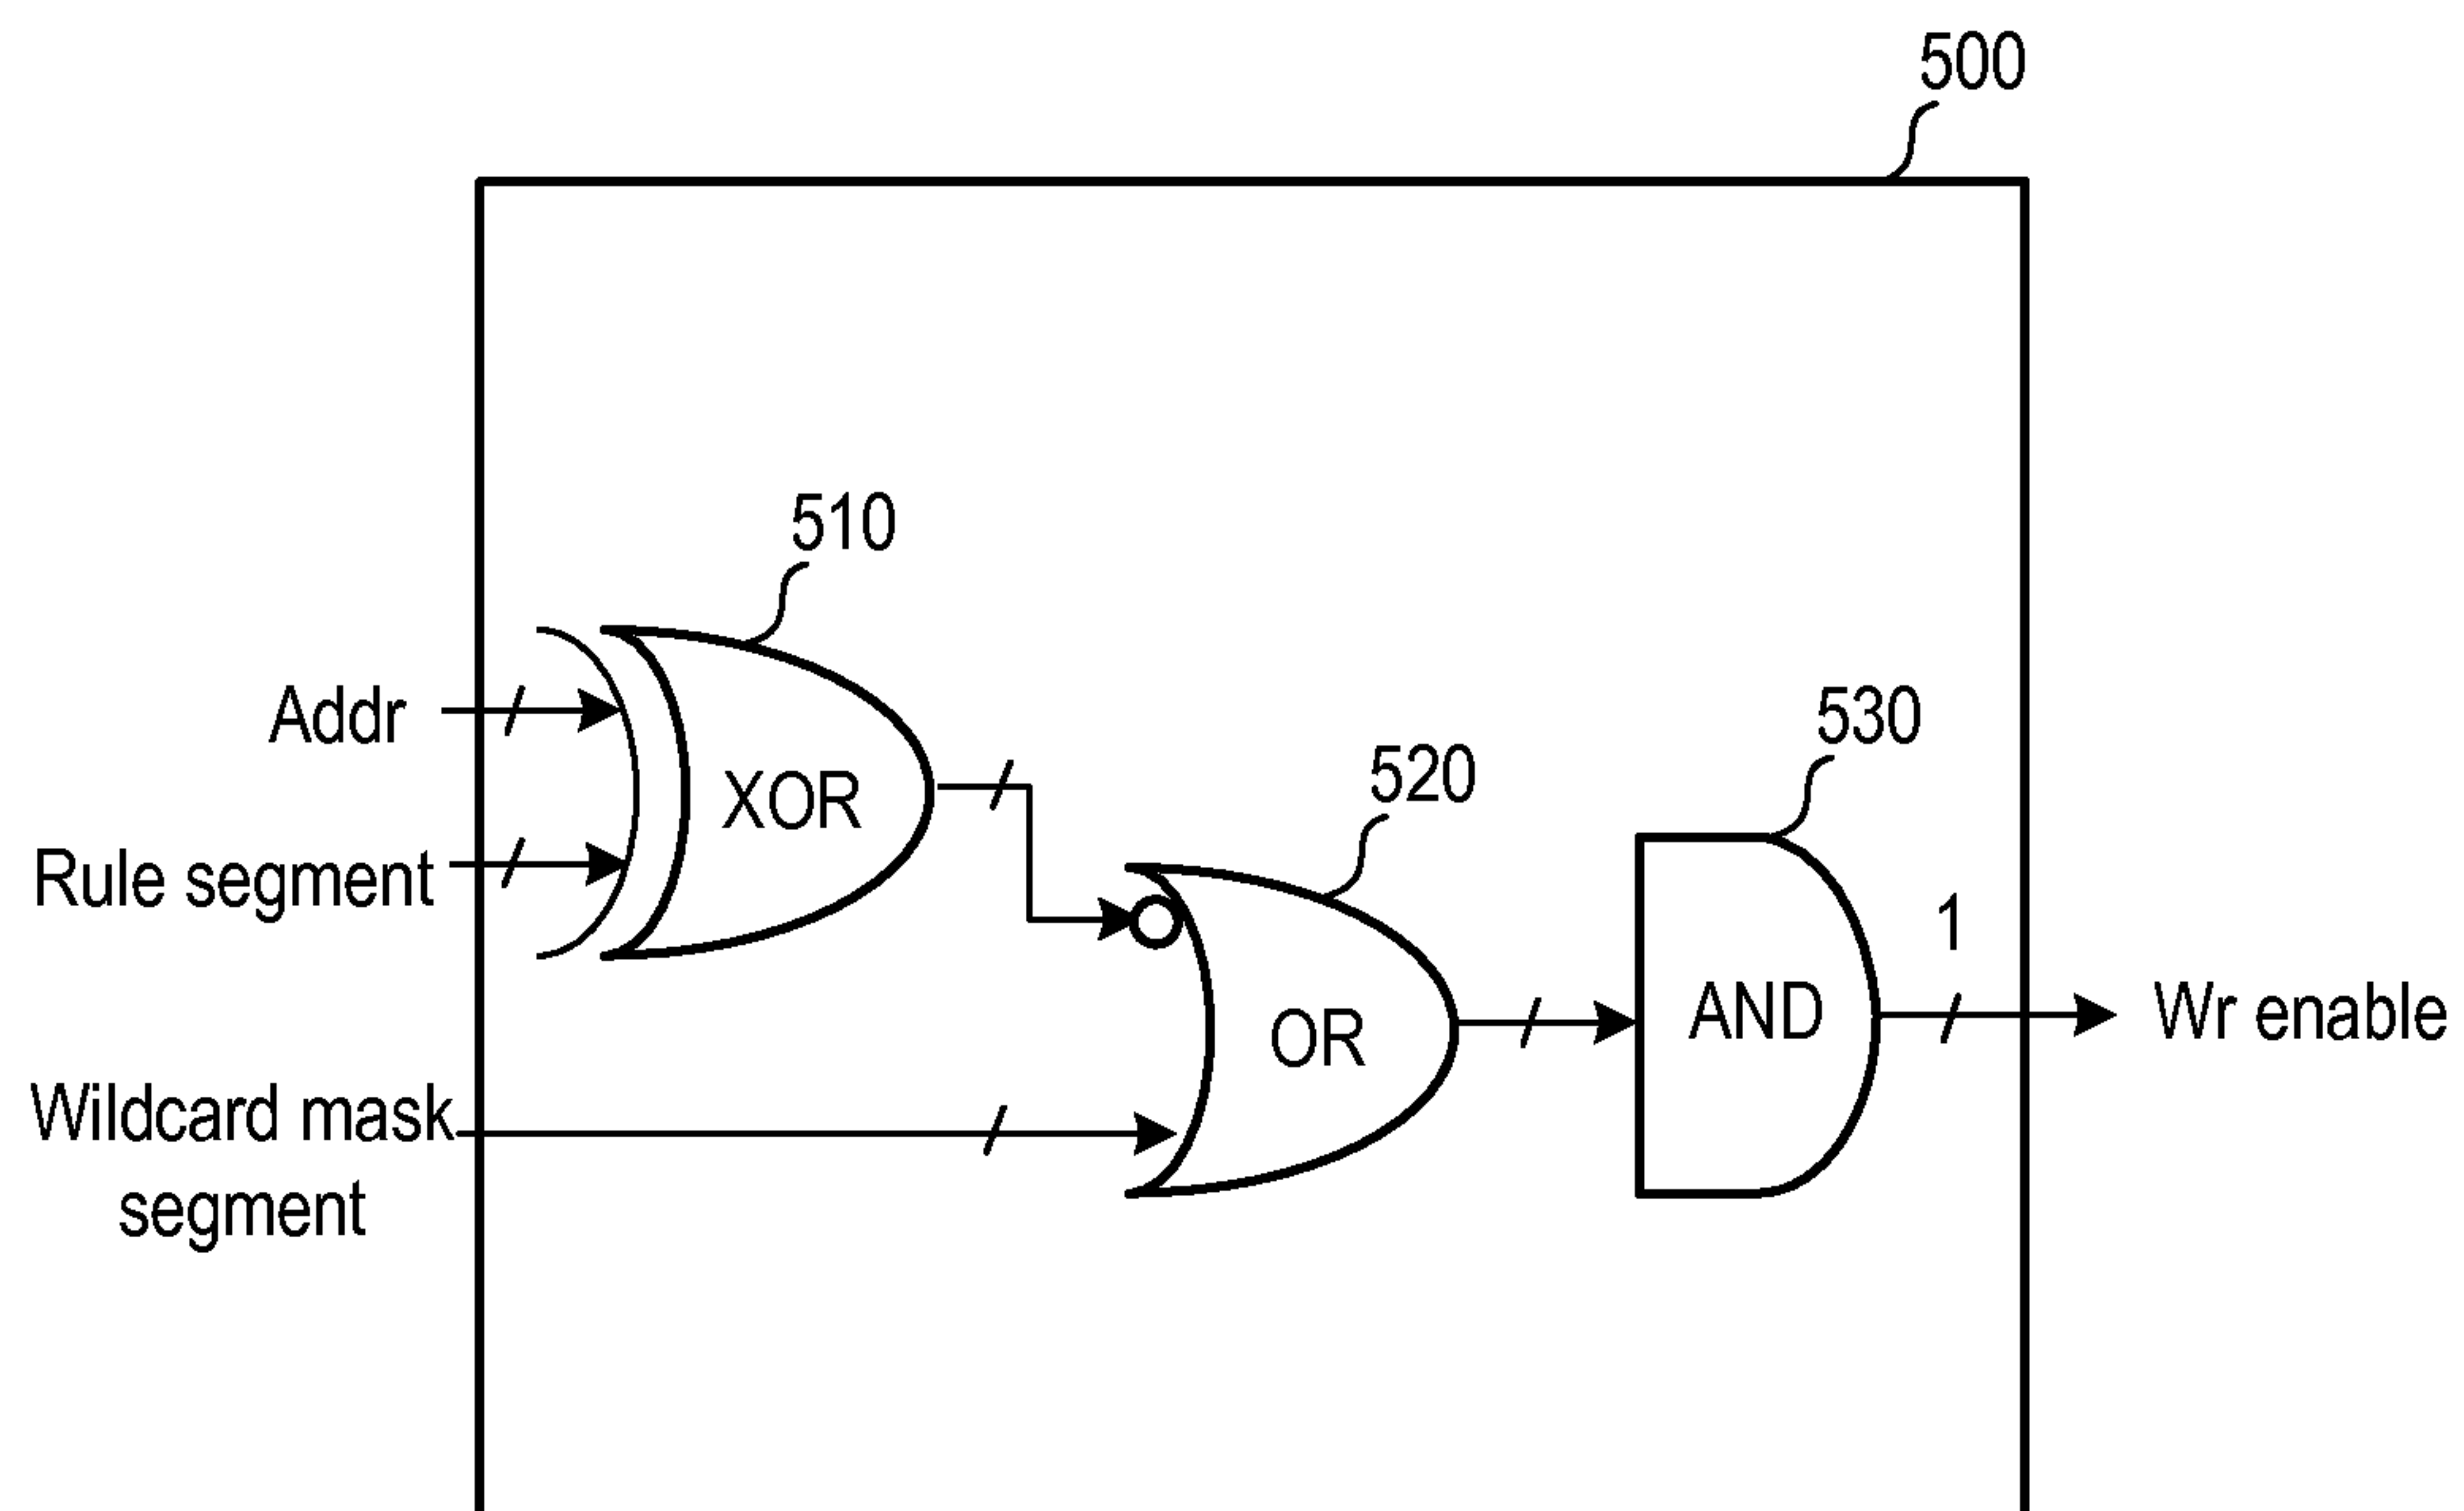 500
510
Addr
XOR
530
520
Rule segment
1
AND
Wr enable
OR
Wildcard mask
segment